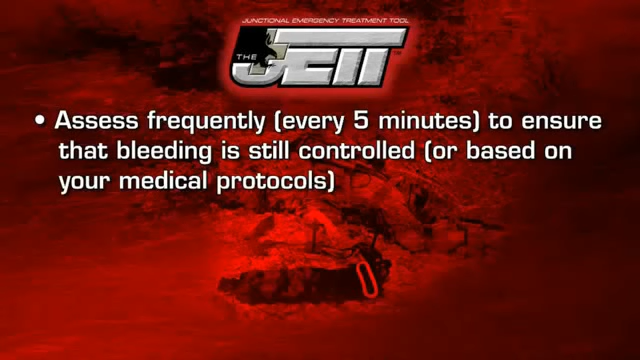 JUNCTIONAL EMERGENCY TREATMENT TOOL
THE JETT
• Assess frequently (every 5 minutes) to ensure
that bleeding is still controlled (or based on
your medical protocols)